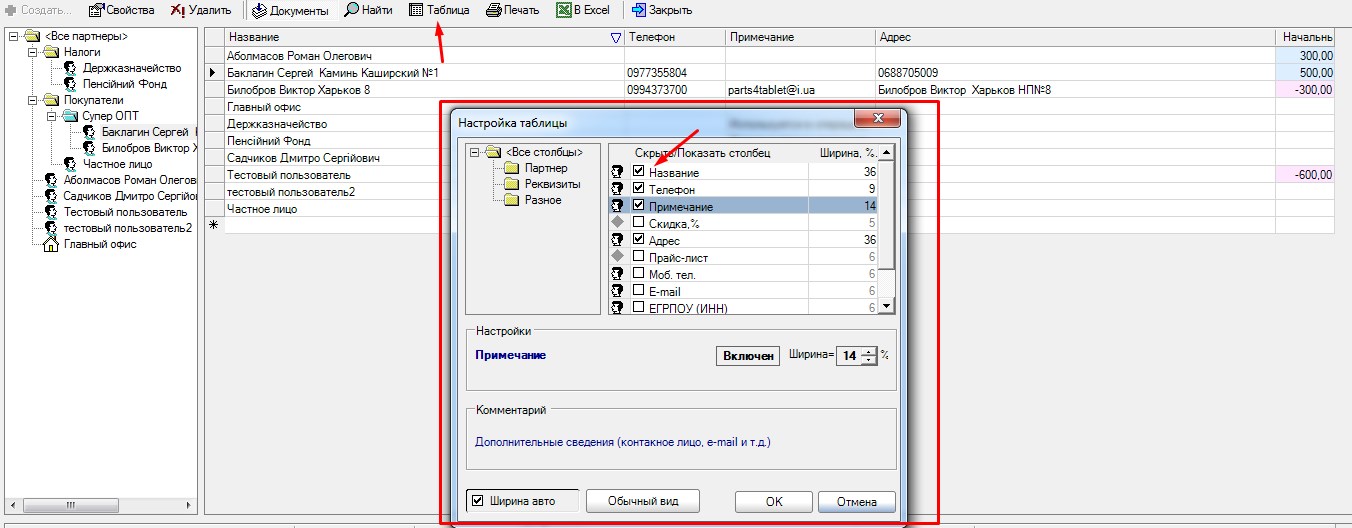 Создать... Свойства Удалить Документы Найти Таблица Печать В Excel Закрыть
<Все партнеры>
Налоги
Держказначейство
Пенсійний Фонд
Покупатели
Супер ОПТ
Баклагин Сергей
Билобров Виктор Х
Частное лицо
Аболмасов Роман Олегов
Садчиков Дмитро Сергійо
Тестовый пользователь
тестовый пользователь2
Главный офис
Название Телефон Примечание Адрес Начальнь
Аболмасов Роман Олегович 300,00
Баклагин Сергей Каминь Каширский №1 0977355804 0688705009 500,00
Билобров Виктор Харьков 8 0994373700 parts4tablet@i.ua Билобров Виктор Харьков НП№8 -300,00
Главный офис
Держказначейство
Пенсійний Фонд
Садчиков Дмитро Сергійович
Тестовый пользователь -600,00
тестовый пользователь2
Частное лицо
Настройка таблицы
<Все столбцы>
Партнер
Реквизиты
Разное
Скрыть/Показать столбец Ширина, %.
Название 36
Телефон 9
Примечание 14
Скидка,% 5
Адрес 36
Прайс-лист 6
Моб. тел. 6
E-mail 6
ЕГРПОУ (ИНН) 6
Настройки
Примечание Включен Ширина= 14 %
Комментарий
Дополнительные сведения (контакное лицо, e-mail и т.д.)
Ширина авто Обычный вид OK Отмена